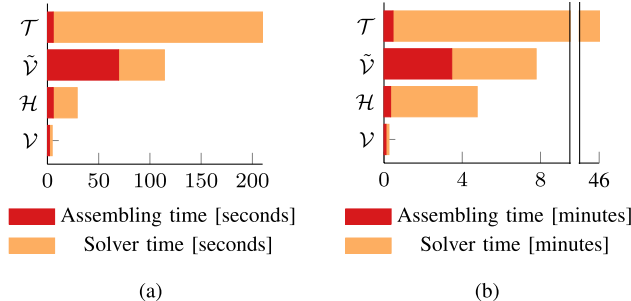 𝒯
𝒱̃
ℋ
𝒱
0 50 100 150 200
Assembling time [seconds]
Solver time [seconds]
(a)
𝒯
𝒱̃
ℋ
𝒱
0 4 8 46
Assembling time [minutes]
Solver time [minutes]
(b)